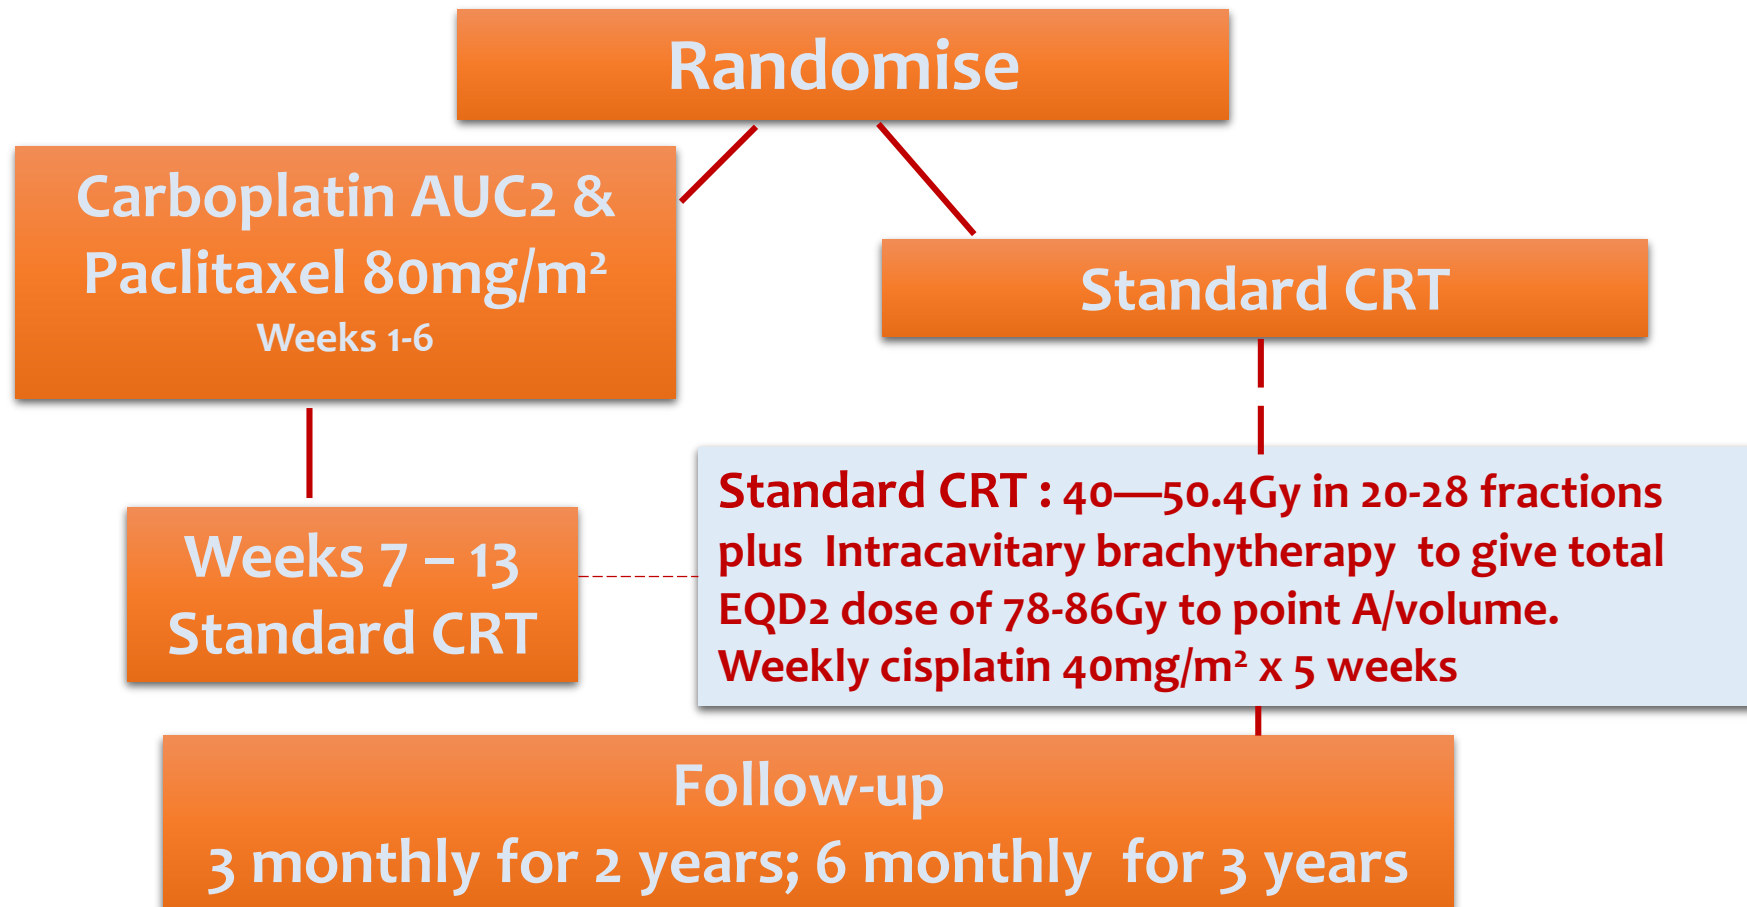 Randomise
Carboplatin AUC2 &
Paclitaxel 80mg/m²
Weeks 1-6
Standard CRT
Weeks 7 – 13
Standard CRT
Standard CRT : 40—50.4Gy in 20-28 fractions
plus Intracavitary brachytherapy to give total
EQD2 dose of 78-86Gy to point A/volume.
Weekly cisplatin 40mg/m² x 5 weeks
Follow-up
3 monthly for 2 years; 6 monthly for 3 years